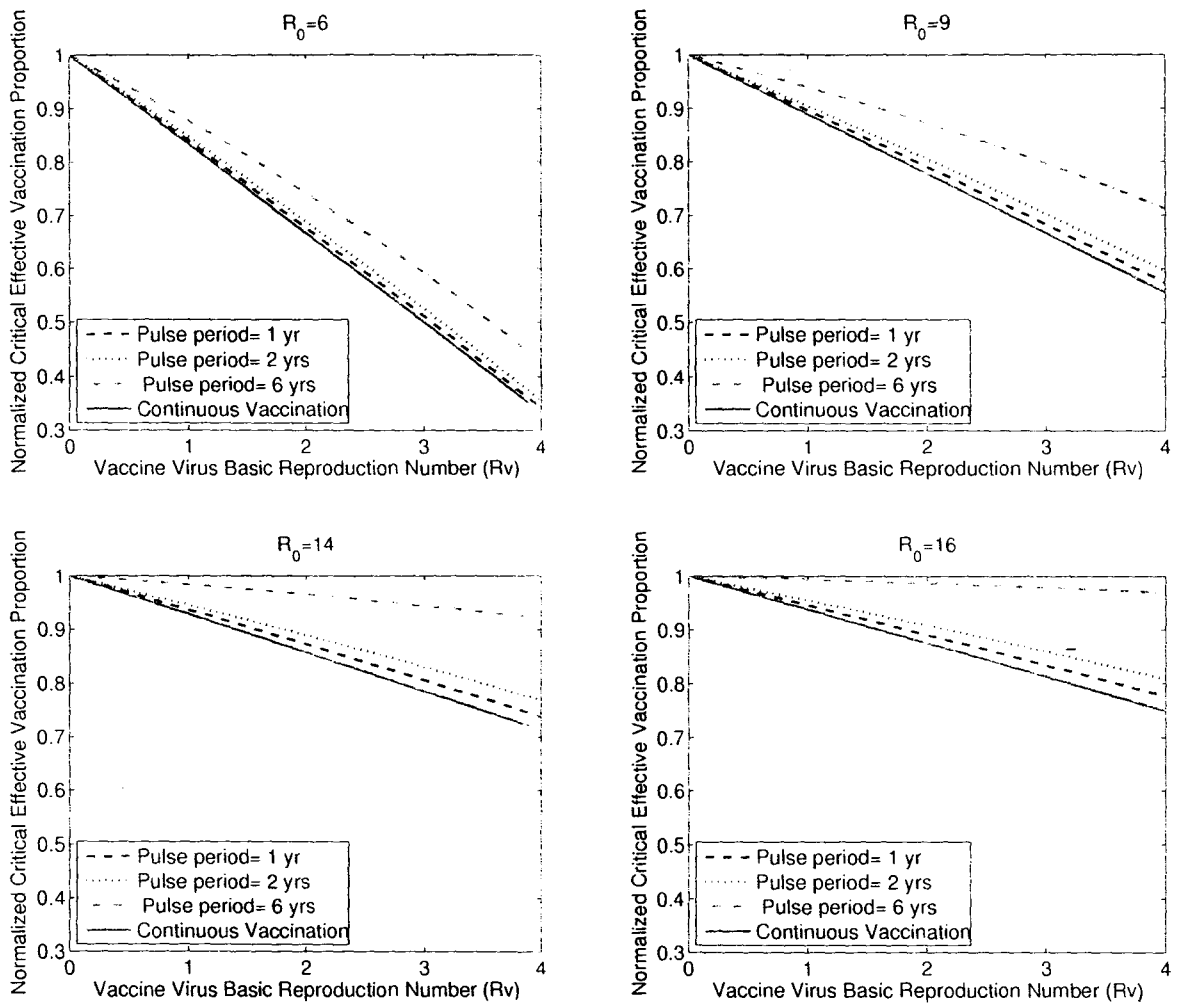 R0=6
Normalized Critical Effective Vaccination Proportion
1
0.9
0.8
0.7
0.6
0.5
0.4
0.3
Pulse period= 1 yr
Pulse period= 2 yrs
Pulse period= 6 yrs
Continuous Vaccination
0 1 2 3 4
Vaccine Virus Basic Reproduction Number (Rv)
R0=9
Normalized Critical Effective Vaccination Proportion
1
0.9
0.8
0.7
0.6
0.5
0.4
0.3
Pulse period= 1 yr
Pulse period= 2 yrs
Pulse period= 6 yrs
Continuous Vaccination
0 1 2 3 4
Vaccine Virus Basic Reproduction Number (Rv)
R0=14
Normalized Critical Effective Vaccination Proportion
1
0.9
0.8
0.7
0.6
0.5
0.4
0.3
Pulse period= 1 yr
Pulse period= 2 yrs
Pulse period= 6 yrs
Continuous Vaccination
0 1 2 3 4
Vaccine Virus Basic Reproduction Number (Rv)
R0=16
Normalized Critical Effective Vaccination Proportion
1
0.9
0.8
0.7
0.6
0.5
0.4
0.3
Pulse period= 1 yr
Pulse period= 2 yrs
Pulse period= 6 yrs
Continuous Vaccination
0 1 2 3 4
Vaccine Virus Basic Reproduction Number (Rv)